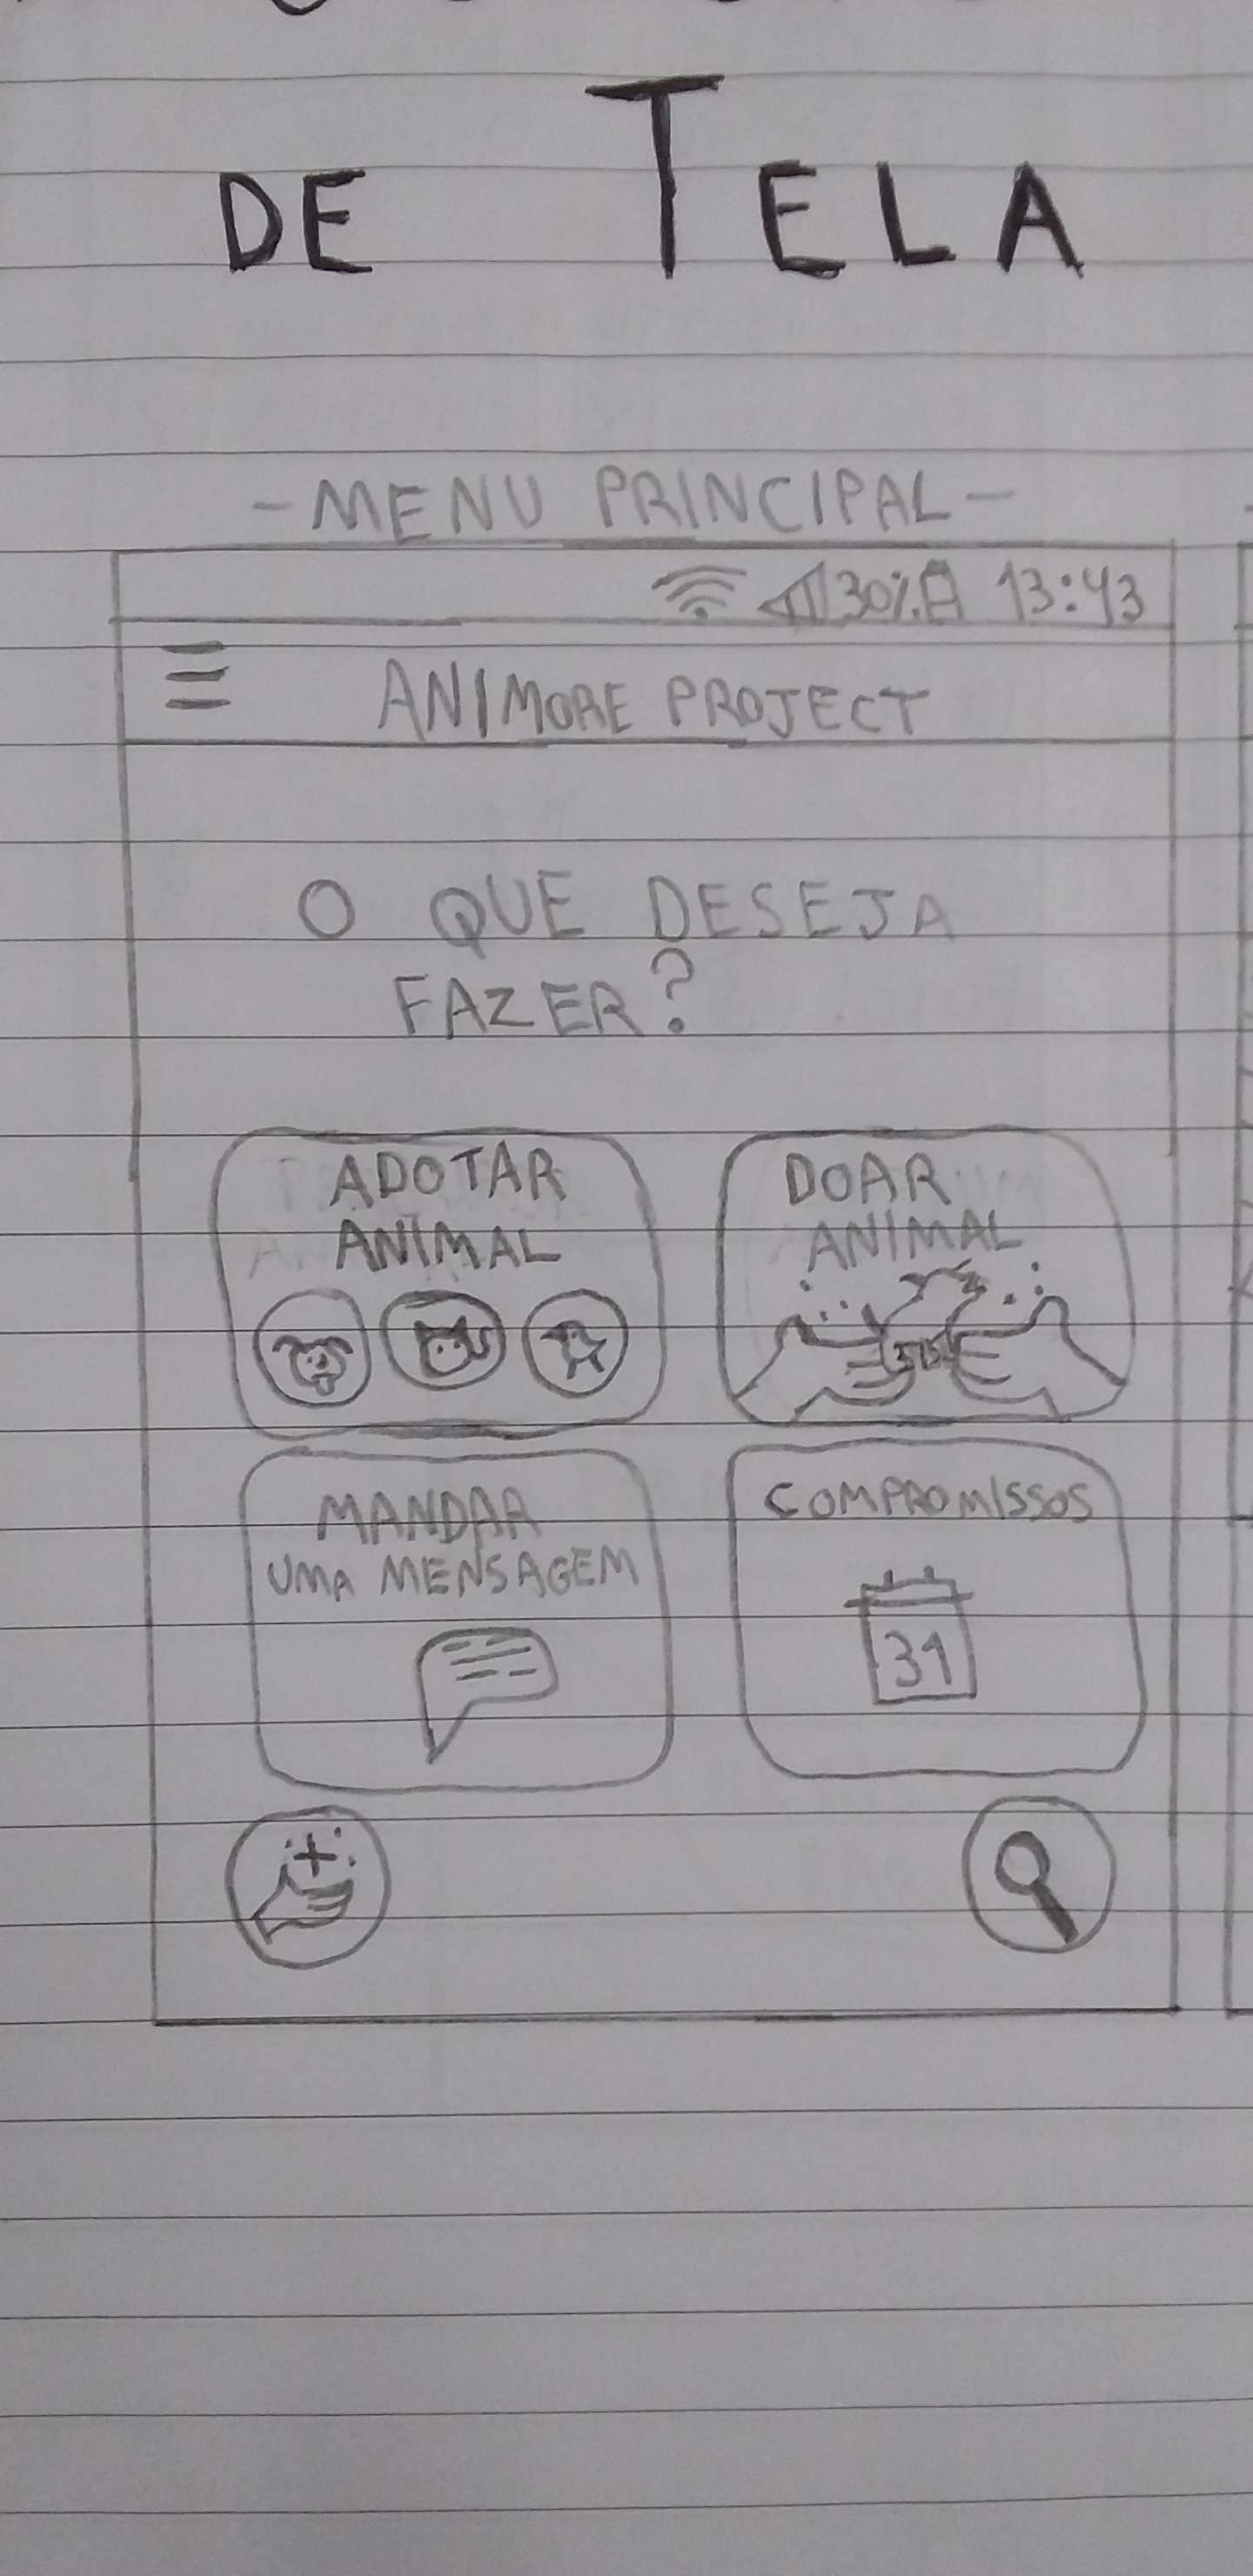 DE TELA
-MENU PRINCIPAL-
30% 13:43
ANIMORE PROJECT
O QUE DESEJA
FAZER?
ADOTAR
ANIMAL
DOAR
ANIMAL
MANDAR
UMA MENSAGEM
COMPROMISSOS
31